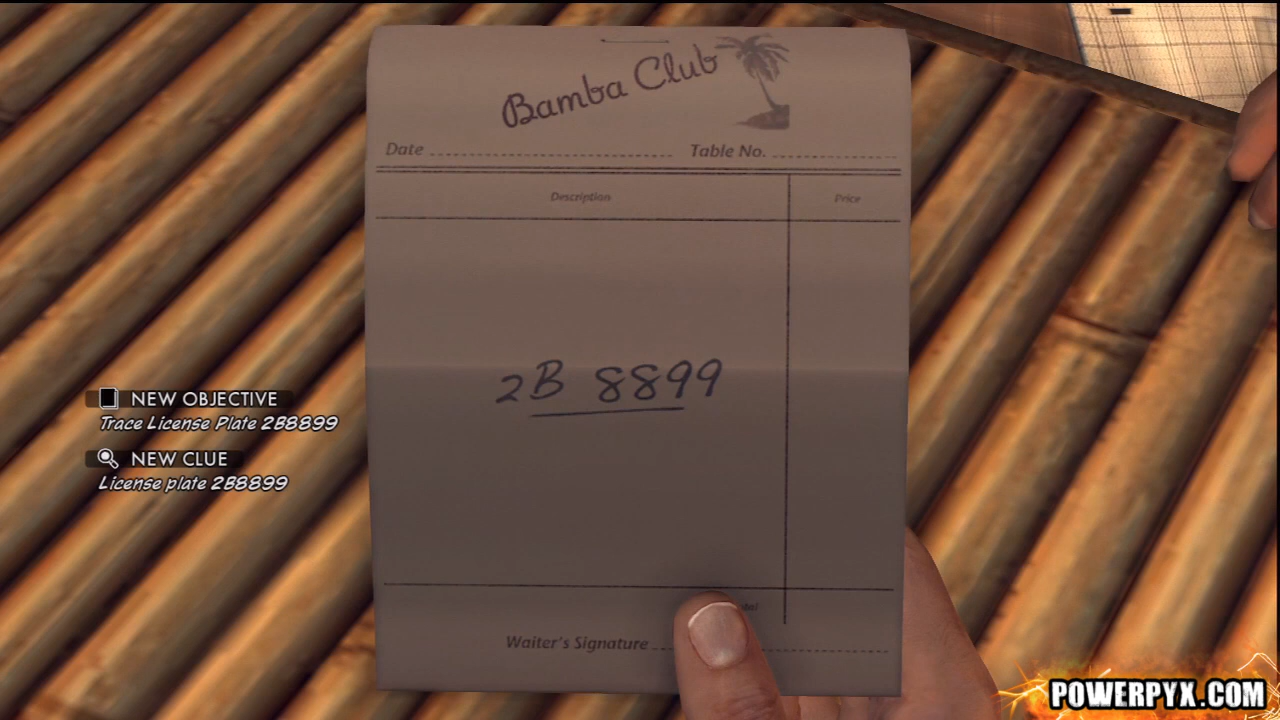 Bamba Club
Date
Table No.
Description
Price
2B 8899
NEW OBJECTIVE
Trace License Plate 2B8899
NEW CLUE
License plate 2B8899
Waiter's Signature
POWERPYX.COM